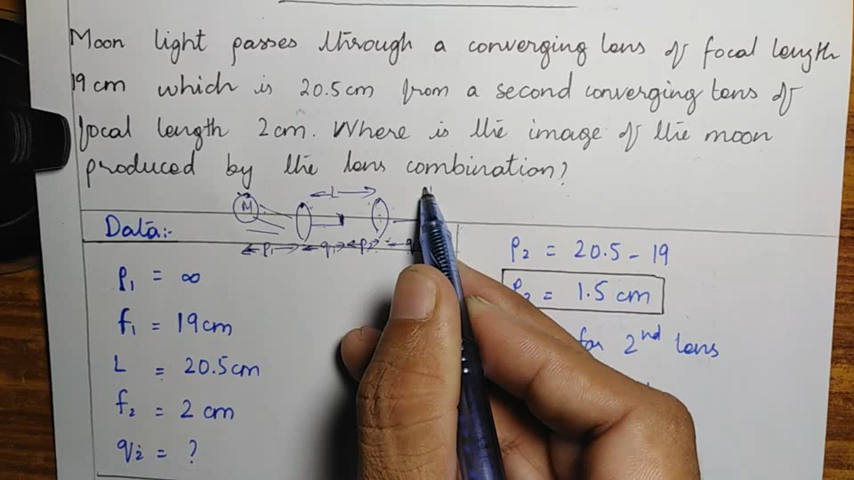 Moon light passes through a converging lens of focal length
19 cm which is 20.5 cm from a second converging lens of
focal length 2 cm. Where is the image of the moon
produced by the lens combination?
L
M
Data:-
P₁ q₁ P₂
P₁ = ∞
f₁ = 19 cm
L = 20.5 cm
f₂ = 2 cm
q₂ = ?
P₂ = 20.5 - 19
P₂ = 1.5 cm
for 2nd lens